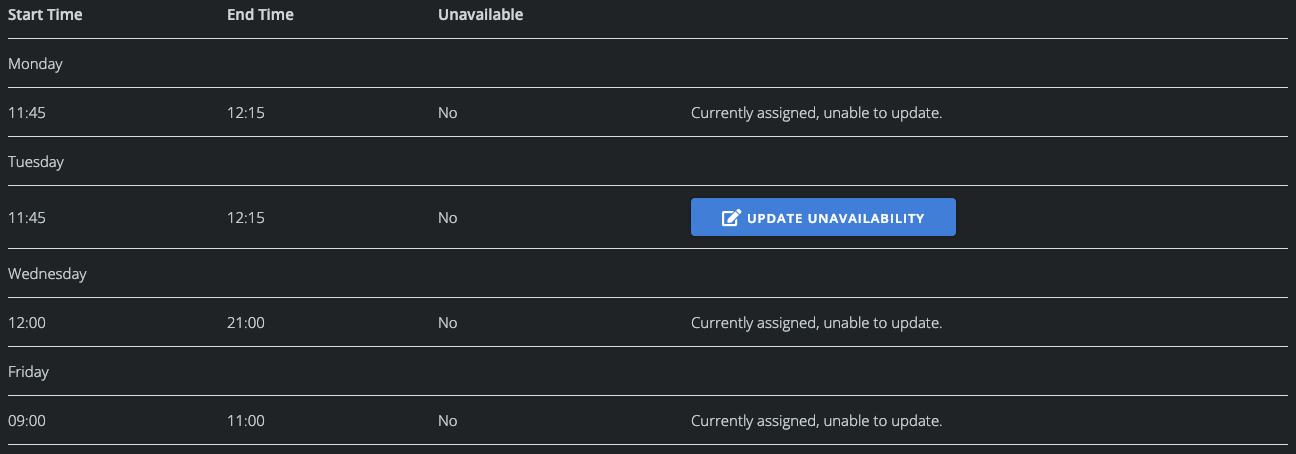 Start Time End Time Unavailable
Monday
11:45 12:15 No Currently assigned, unable to update.
Tuesday
11:45 12:15 No UPDATE UNAVAILABILITY
Wednesday
12:00 21:00 No Currently assigned, unable to update.
Friday
09:00 11:00 No Currently assigned, unable to update.